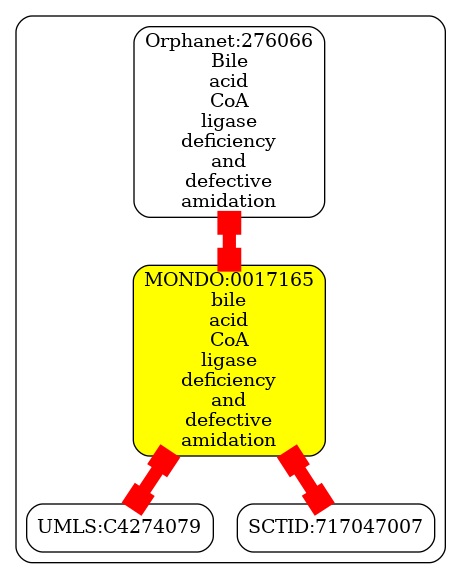 Orphanet:276066
Bile
acid
CoA
ligase
deficiency
and
defective
amidation
MONDO:0017165
bile
acid
CoA
ligase
deficiency
and
defective
amidation
UMLS:C4274079
SCTID:717047007